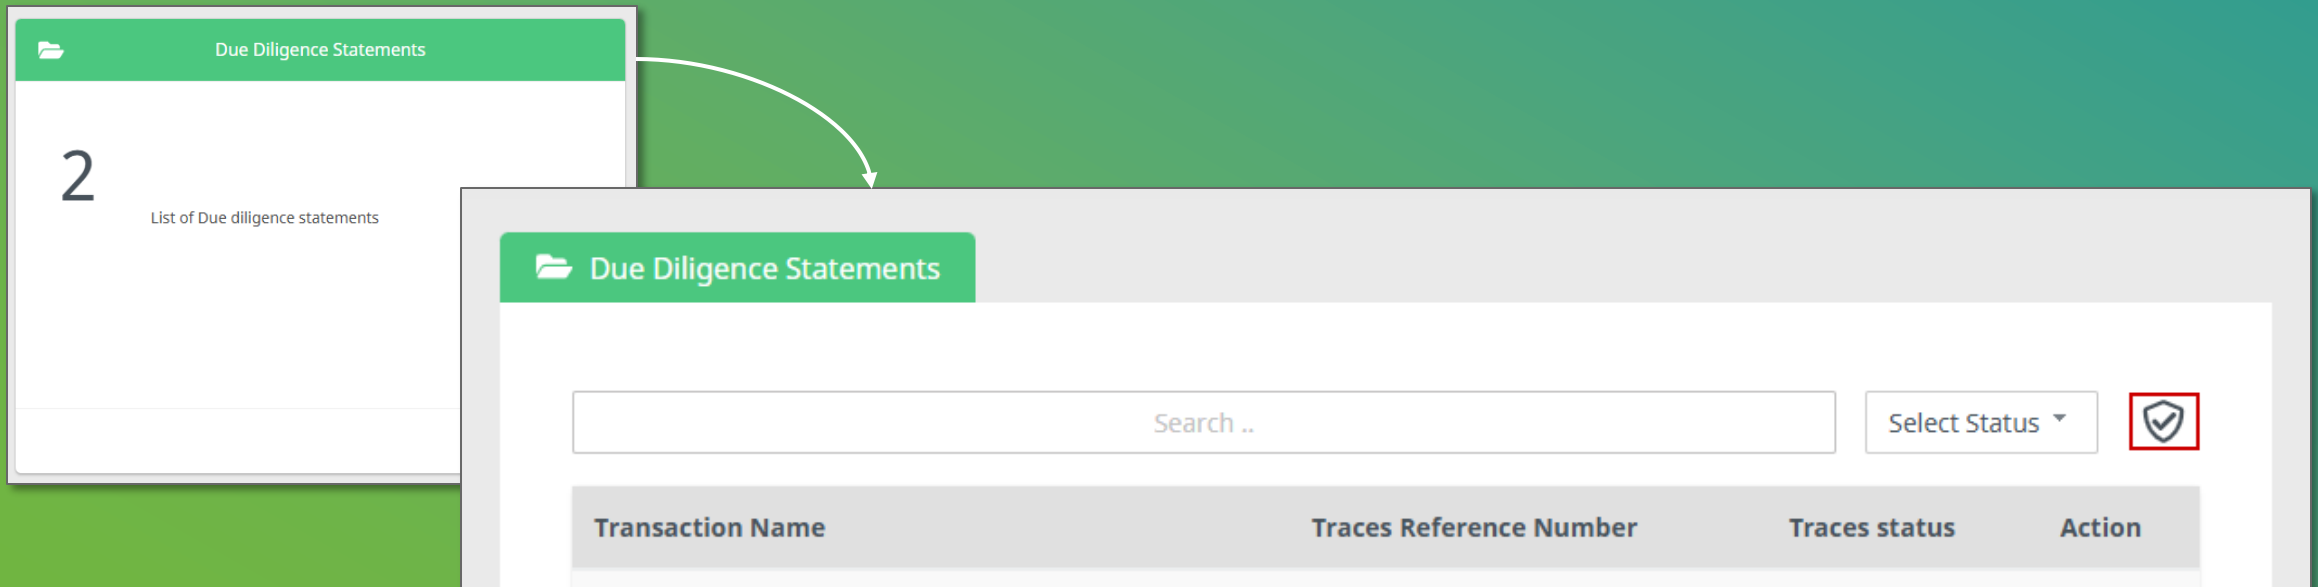 Due Diligence Statements
2
List of Due diligence statements
Due Diligence Statements
Search ..
Select Status
Transaction Name Traces Reference Number Traces status Action